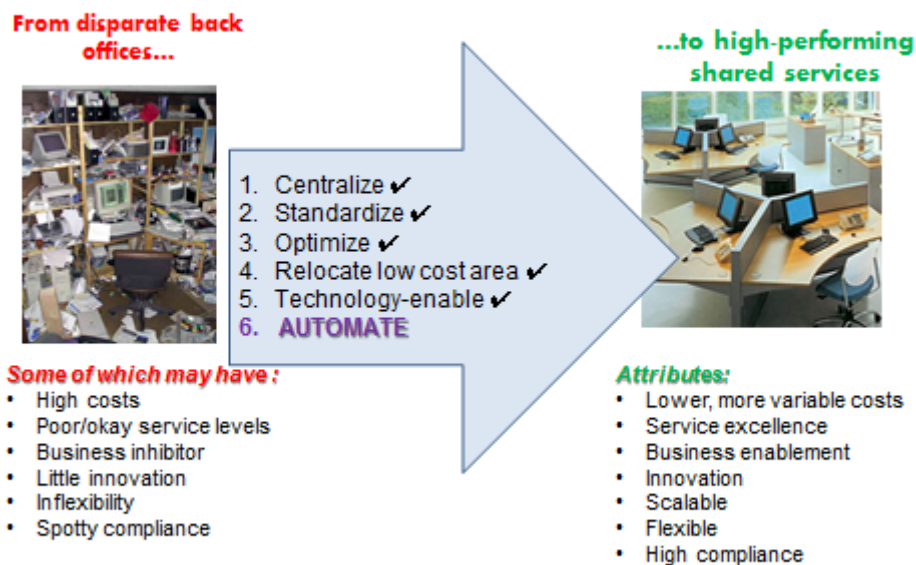 From disparate back
offices...
...to high-performing
shared services
1. Centralize ✔
2. Standardize ✔
3. Optimize ✔
4. Relocate low cost area ✔
5. Technology-enable ✔
6. AUTOMATE
Some of which may have :
• High costs
• Poor/okay service levels
• Business inhibitor
• Little innovation
• Inflexibility
• Spotty compliance
Attributes:
• Lower, more variable costs
• Service excellence
• Business enablement
• Innovation
• Scalable
• Flexible
• High compliance